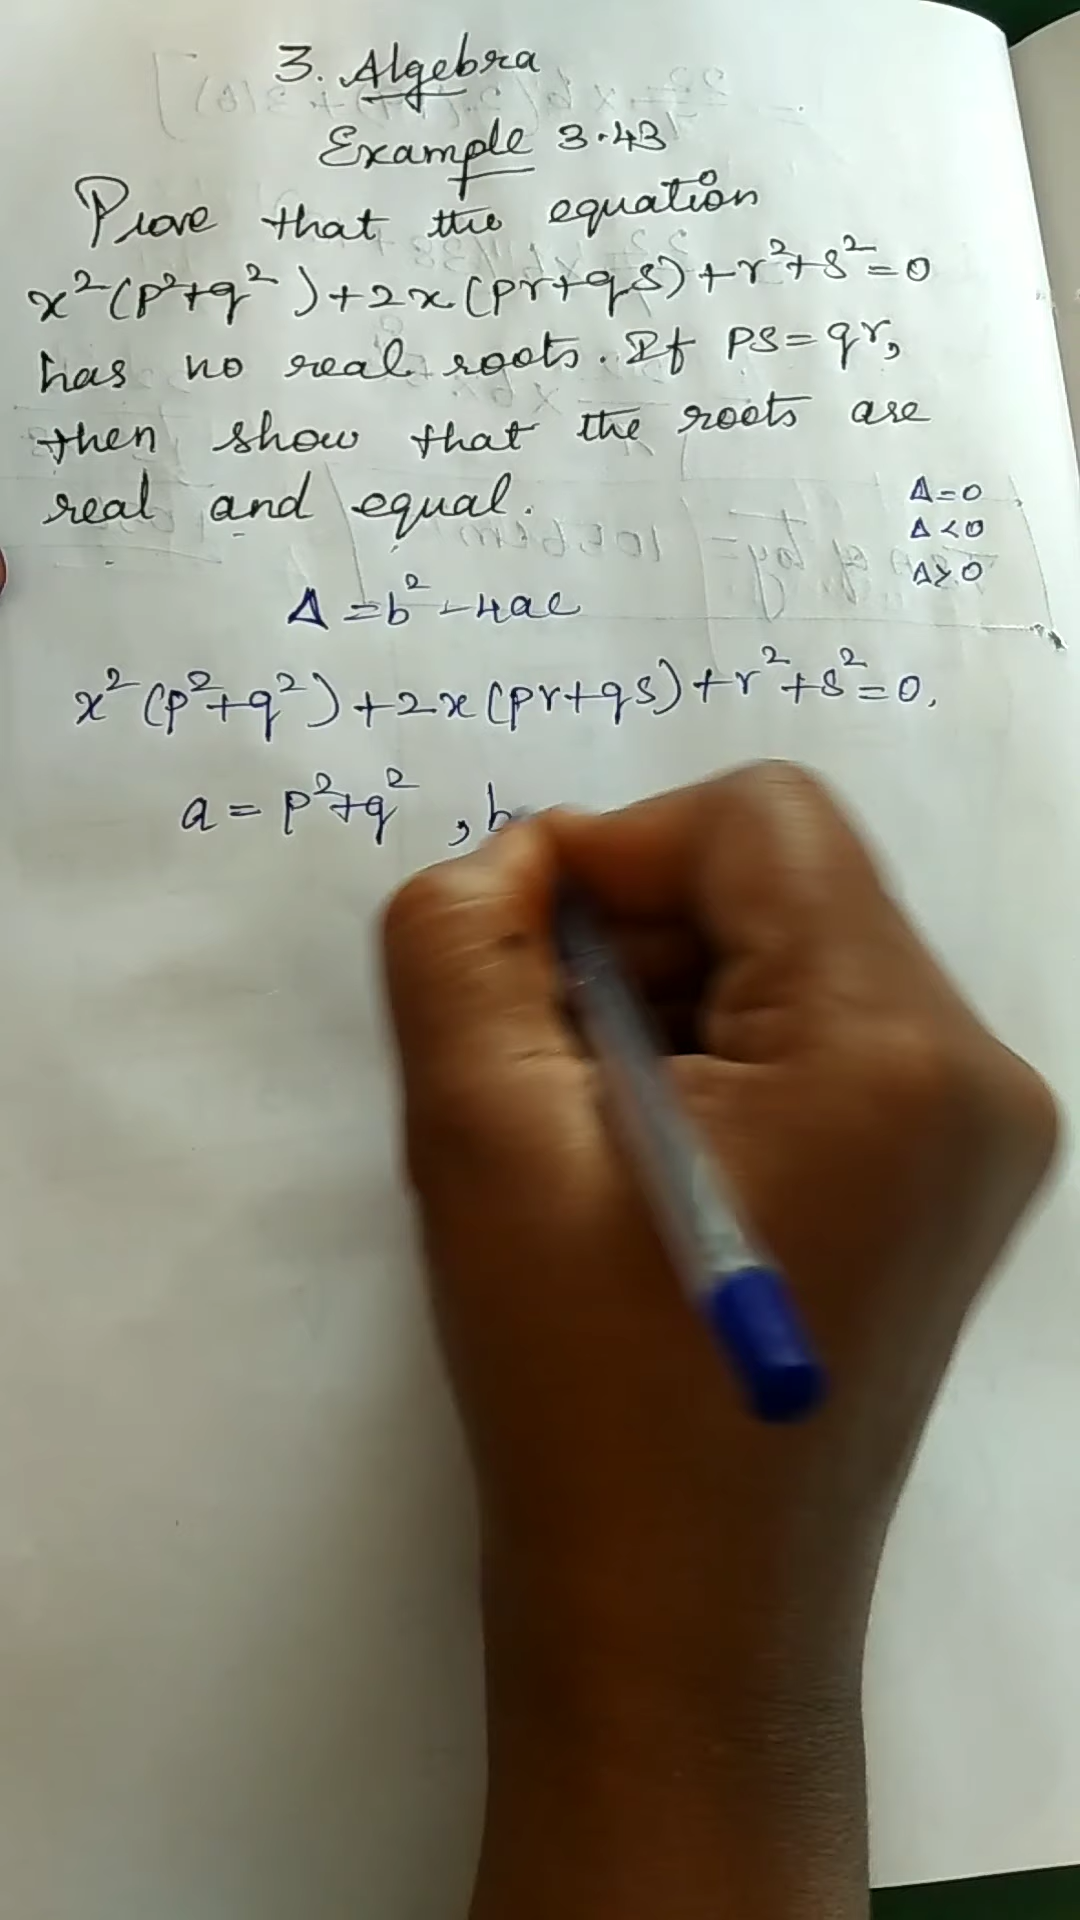 3. Algebra
Example 3.43
Prove that the equation
x²(p²+q²)+2x(pr+qs)+r²+s²=0
has no real roots. If ps=qr,
then show that the roots are
real and equal.
Δ=0
Δ<0
Δ>0
Δ=b²-4ac
x²(p²+q²)+2x(pr+qs)+r²+s²=0,
a=p²+q², b